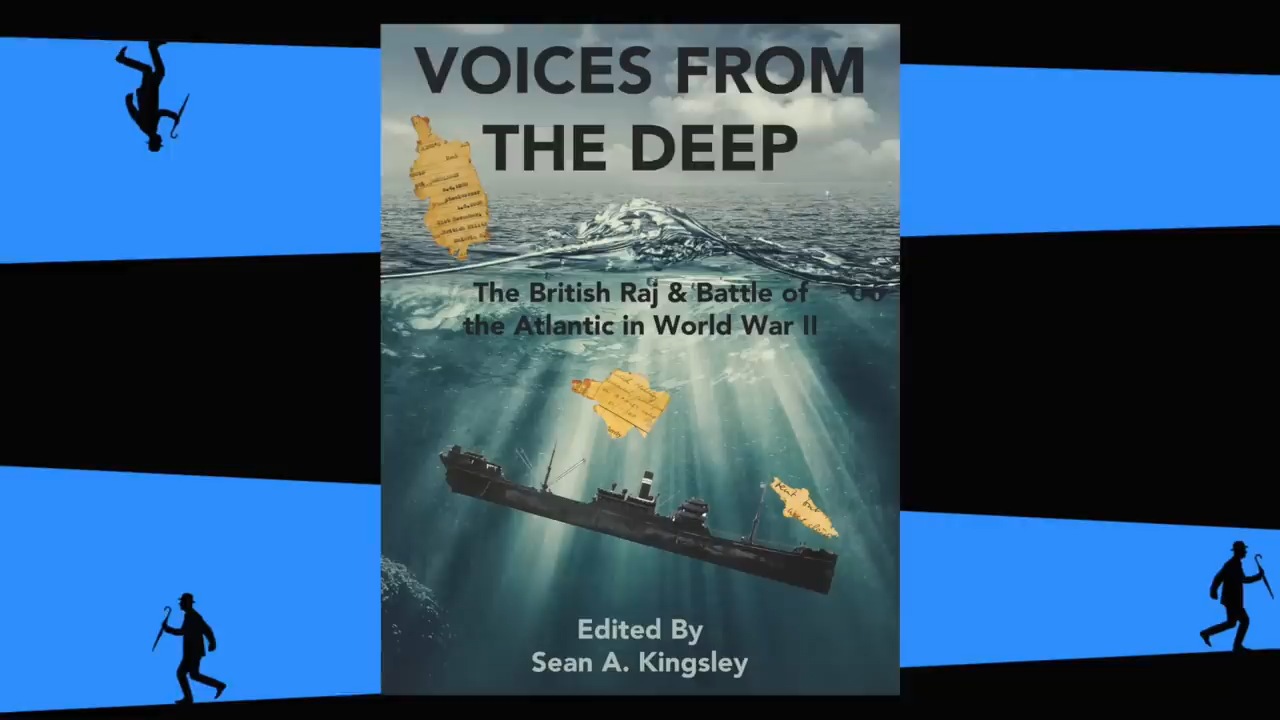 VOICES FROM
THE DEEP
The British Raj & Battle of
the Atlantic in World War II
Edited By
Sean A. Kingsley